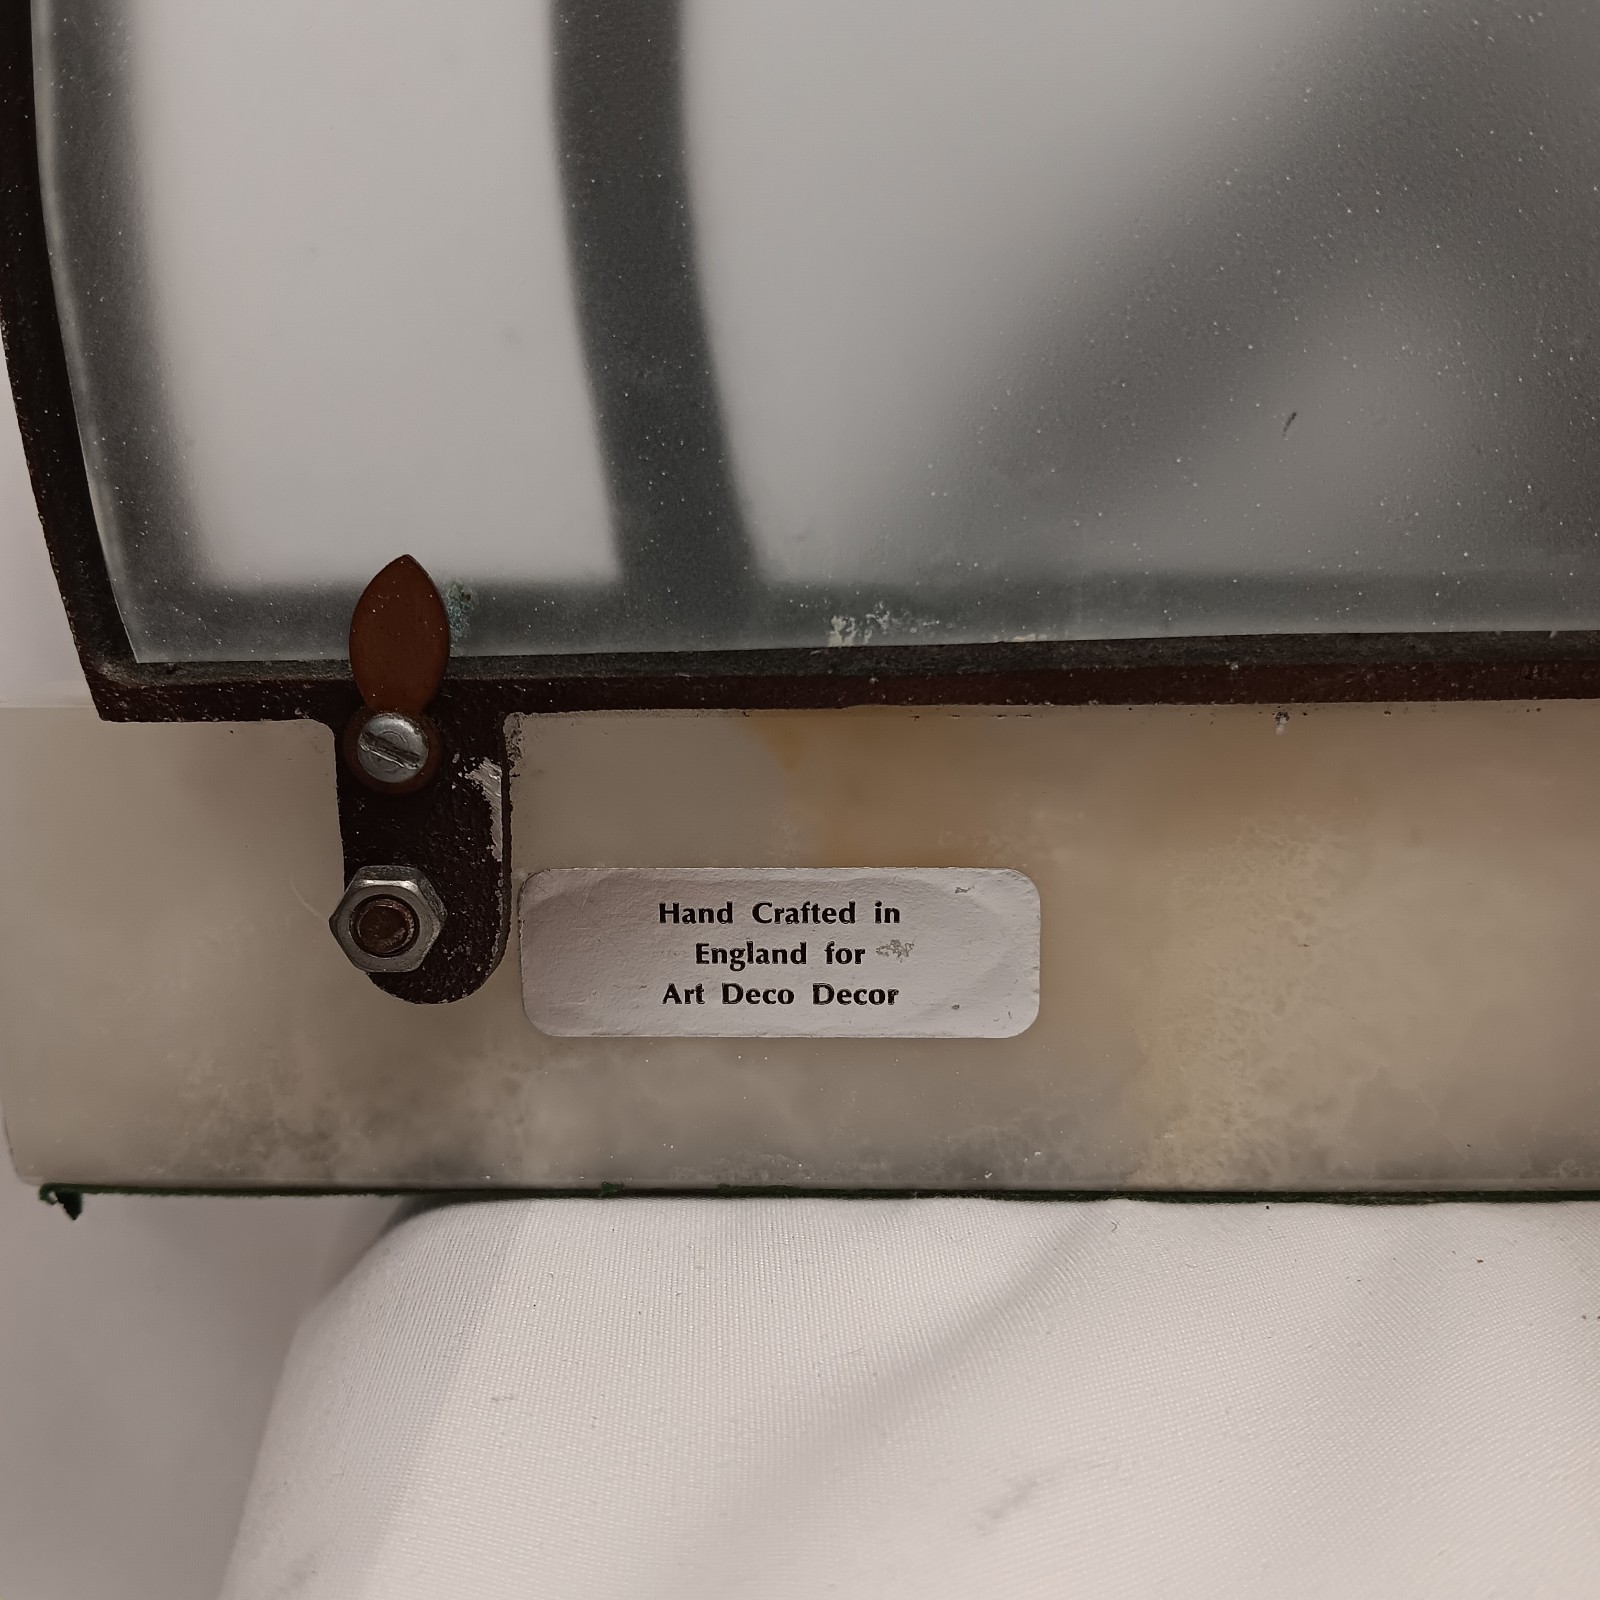 Hand Crafted in
England for
Art Deco Decor